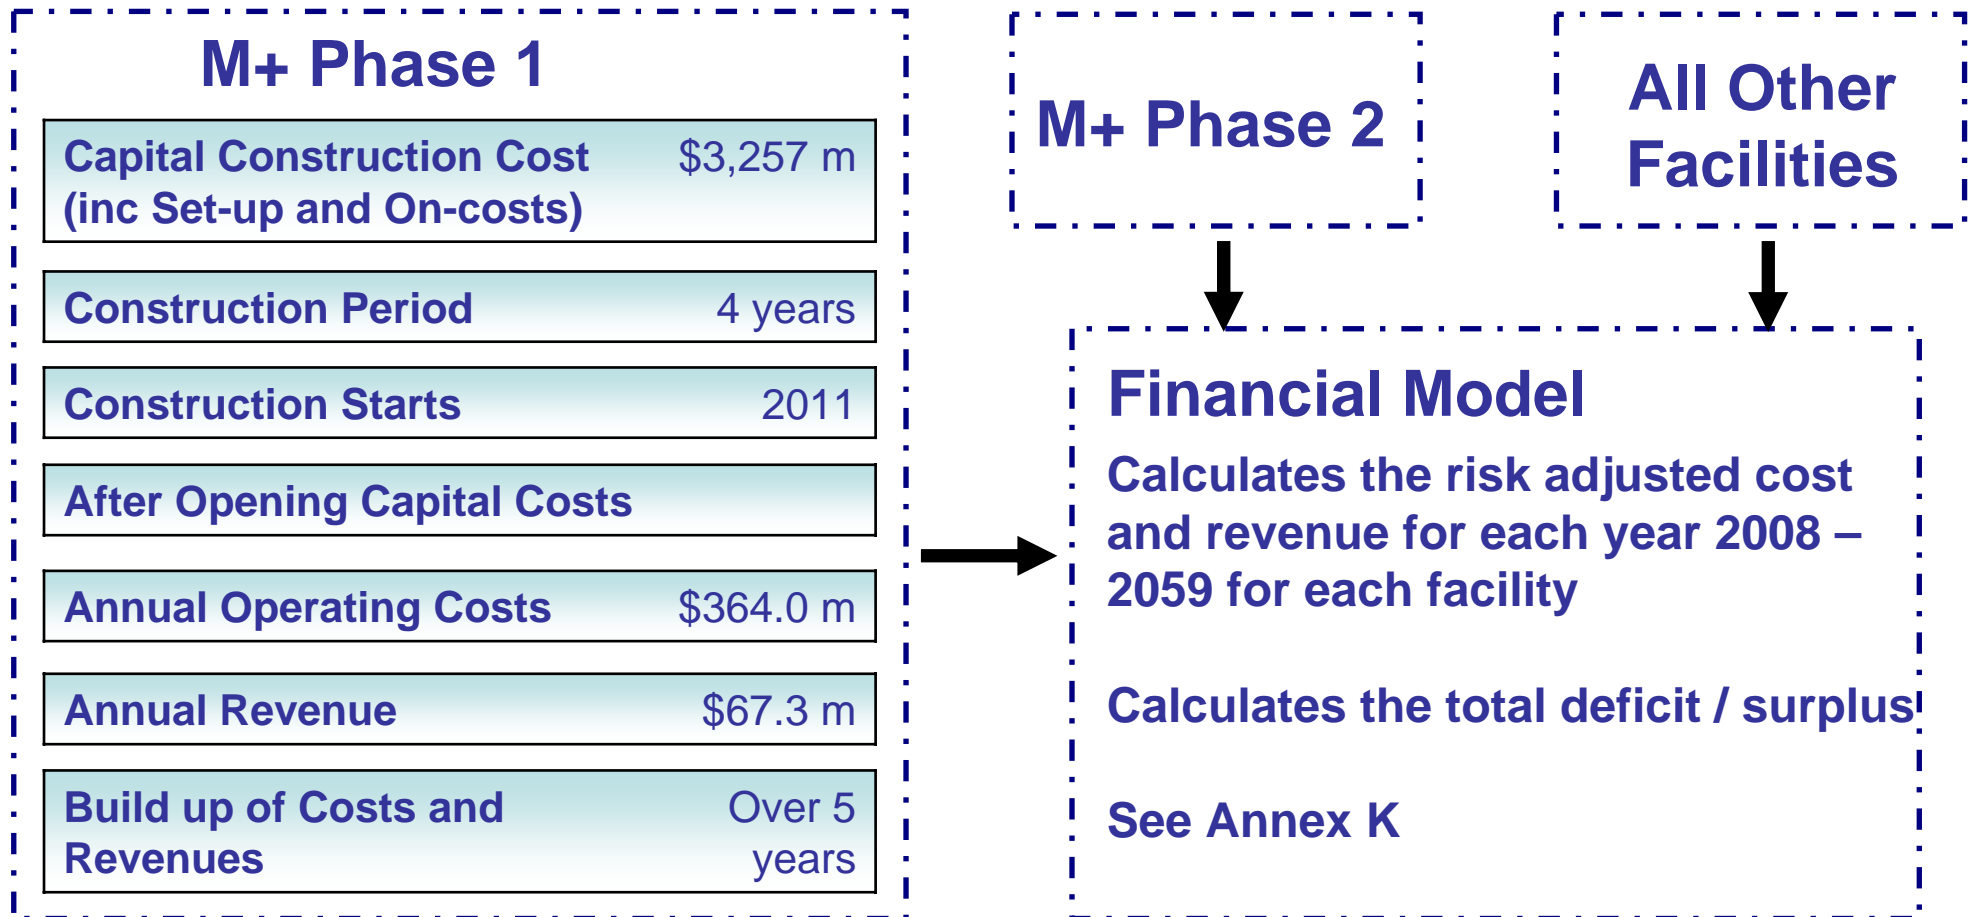 M+ Phase 1
Capital Construction Cost $3,257 m
(inc Set-up and On-costs)
Construction Period 4 years
Construction Starts 2011
After Opening Capital Costs
Annual Operating Costs $364.0 m
Annual Revenue $67.3 m
Build up of Costs and Over 5
Revenues years
M+ Phase 2
All Other
Facilities
Financial Model
Calculates the risk adjusted cost
and revenue for each year 2008 –
2059 for each facility
Calculates the total deficit / surplus
See Annex K